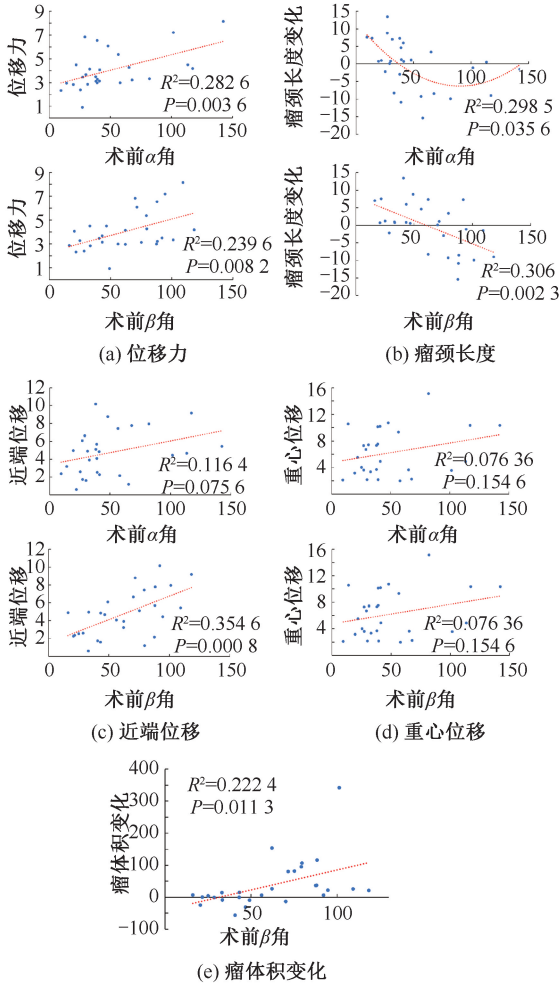 9
7
5
3
1
位移力
R²=0.282 6
P=0.003 6
0 50 100 150
术前α角
15
10
5
0
−5
−10
−15
−20
瘤颈长度变化
50 100 150
R²=0.298 5
P=0.035 6
术前α角
9
7
5
3
1
位移力
R²=0.239 6
P=0.008 2
0 50 100 150
术前β角
15
10
5
0
−5
−10
−15
−20
瘤颈长度变化
50 100 150
R²=0.306
P=0.002 3
术前β角
(a) 位移力
(b) 瘤颈长度
12
10
8
6
4
2
近端位移
R²=0.116 4
P=0.075 6
0 50 100 150
术前α角
16
12
8
4
重心位移
R²=0.076 36
P=0.154 6
0 50 100 150
术前α角
12
10
8
6
4
2
近端位移
R²=0.354 6
P=0.000 8
0 50 100 150
术前β角
16
12
8
4
重心位移
R²=0.076 36
P=0.154 6
0 50 100 150
术前β角
(c) 近端位移
(d) 重心位移
400
300
200
100
0
−100
瘤体积变化
R²=0.222 4
P=0.011 3
50 100
术前β角
(e) 瘤体积变化